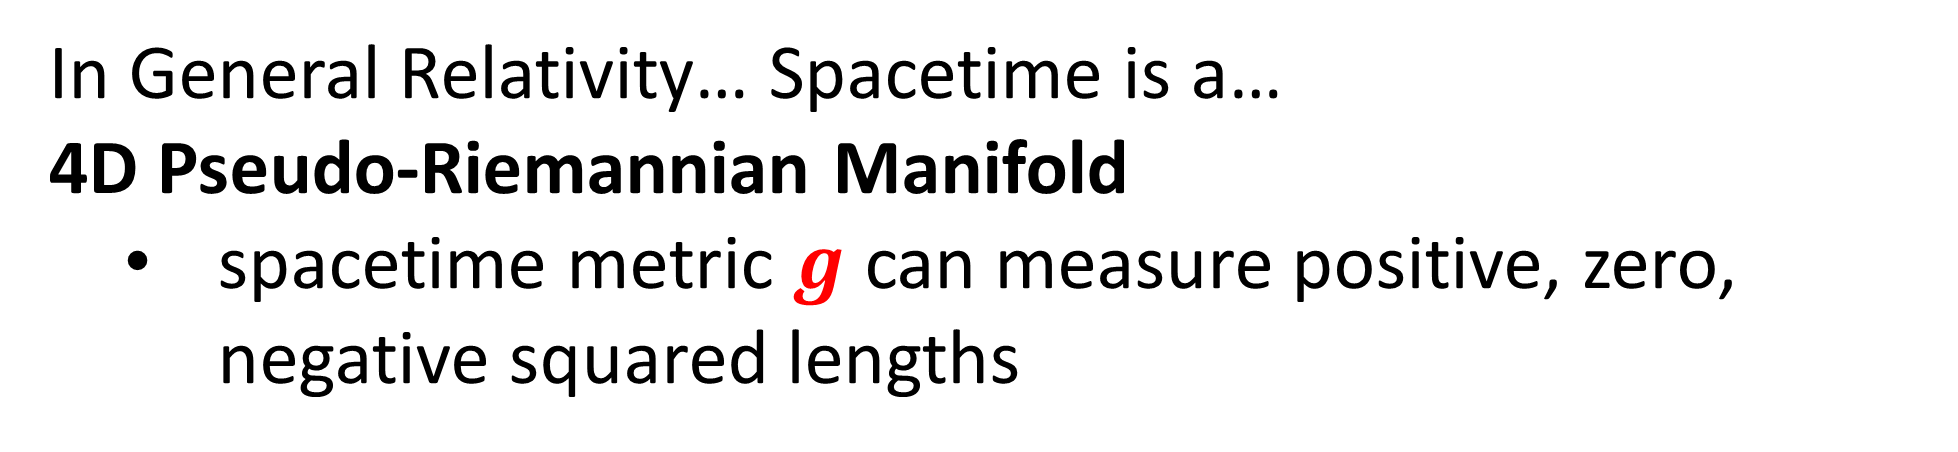 In General Relativity… Spacetime is a…
4D Pseudo-Riemannian Manifold
• spacetime metric g can measure positive, zero,
negative squared lengths